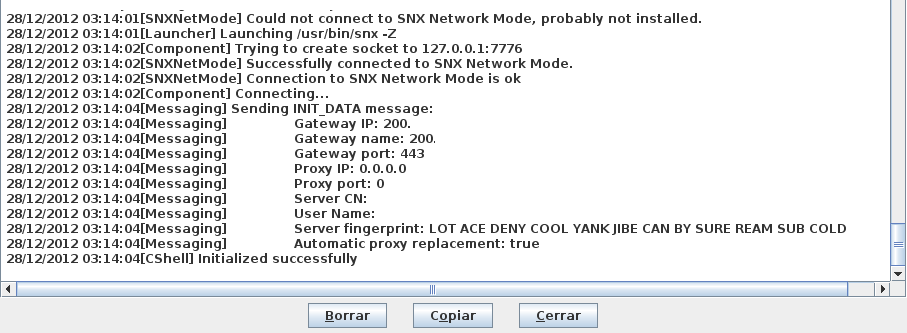 28/12/2012 03:14:01[SNXNetMode] Could not connect to SNX Network Mode, probably not installed.
28/12/2012 03:14:01[Launcher] Launching /usr/bin/snx -Z
28/12/2012 03:14:02[Component] Trying to create socket to 127.0.0.1:7776
28/12/2012 03:14:02[SNXNetMode] Successfully connected to SNX Network Mode.
28/12/2012 03:14:02[SNXNetMode] Connection to SNX Network Mode is ok
28/12/2012 03:14:02[Component] Connecting...
28/12/2012 03:14:04[Messaging] Sending INIT_DATA message:
28/12/2012 03:14:04[Messaging] Gateway IP: 200.
28/12/2012 03:14:04[Messaging] Gateway name: 200.
28/12/2012 03:14:04[Messaging] Gateway port: 443
28/12/2012 03:14:04[Messaging] Proxy IP: 0.0.0.0
28/12/2012 03:14:04[Messaging] Proxy port: 0
28/12/2012 03:14:04[Messaging] Server CN:
28/12/2012 03:14:04[Messaging] User Name:
28/12/2012 03:14:04[Messaging] Server fingerprint: LOT ACE DENY COOL YANK JIBE CAN BY SURE REAM SUB COLD
28/12/2012 03:14:04[Messaging] Automatic proxy replacement: true
28/12/2012 03:14:04[CShell] Initialized successfully
Borrar Copiar Cerrar